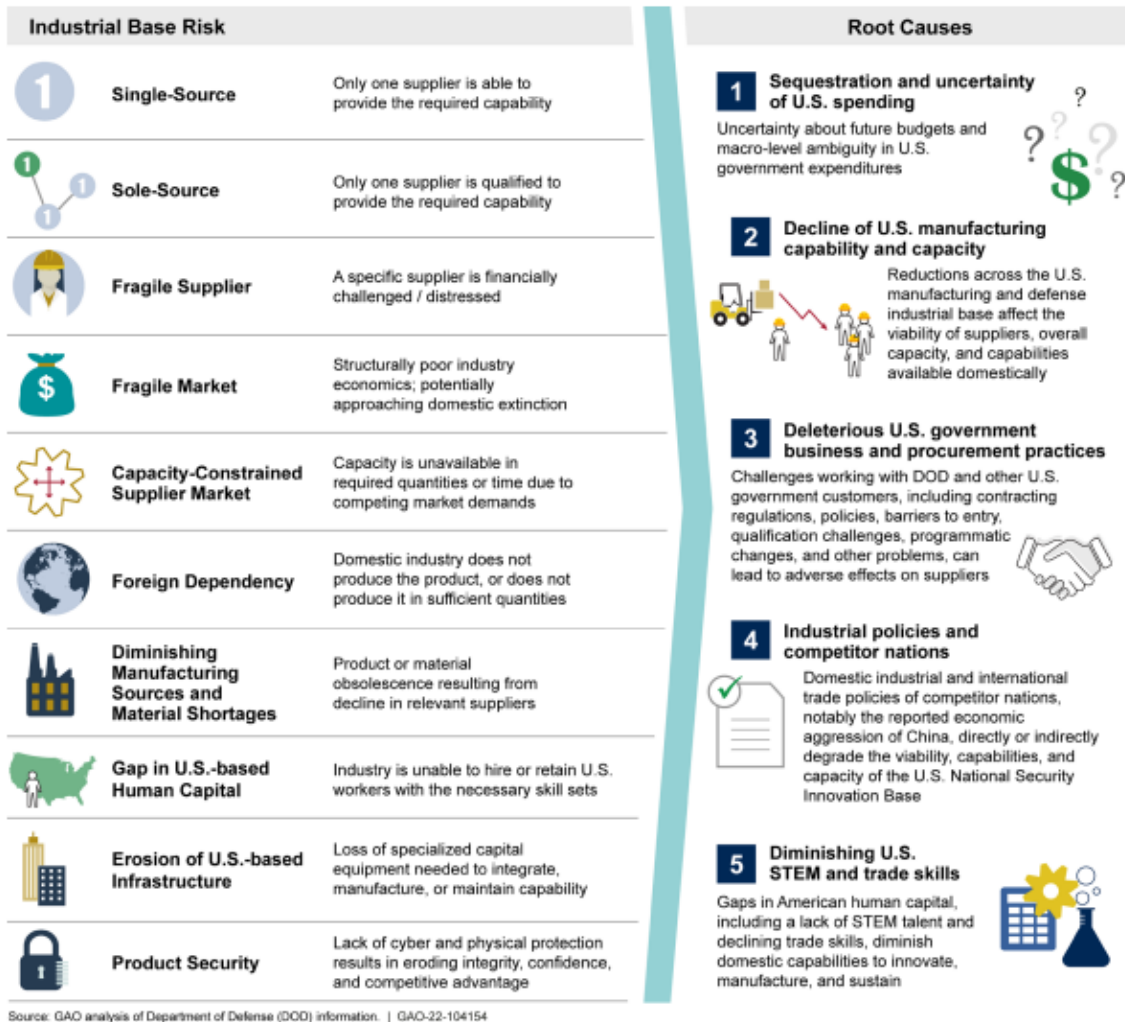 Industrial Base Risk
1
Single-Source
Only one supplier is able to
provide the required capability
1
1
1
Sole-Source
Only one supplier is qualified to
provide the required capability
Fragile Supplier
A specific supplier is financially
challenged / distressed
$
Fragile Market
Structurally poor industry
economics; potentially
approaching domestic extinction
Capacity-Constrained
Supplier Market
Capacity is unavailable in
required quantities or time due to
competing market demands
Foreign Dependency
Domestic industry does not
produce the product, or does not
produce it in sufficient quantities
Diminishing
Manufacturing
Sources and
Material Shortages
Product or material
obsolescence resulting from
decline in relevant suppliers
Gap in U.S.-based
Human Capital
Industry is unable to hire or retain U.S.
workers with the necessary skill sets
Erosion of U.S.-based
Infrastructure
Loss of specialized capital
equipment needed to integrate,
manufacture, or maintain capability
1
Product Security
Lack of cyber and physical protection
results in eroding integrity, confidence,
and competitive advantage
Root Causes
1
Sequestration and uncertainty
of U.S. spending
Uncertainty about future budgets and
macro-level ambiguity in U.S.
government expenditures
?
?
?
?
?
$
2
Decline of U.S. manufacturing
capability and capacity
Reductions across the U.S.
manufacturing and defense
industrial base affect the
viability of suppliers, overall
capacity, and capabilities
available domestically
3
Deleterious U.S. government
business and procurement practices
Challenges working with DOD and other U.S.
government customers, including contracting
regulations, policies, barriers to entry,
qualification challenges, programmatic
changes, and other problems, can
lead to adverse effects on suppliers
4
Industrial policies and
competitor nations
Domestic industrial and international
trade policies of competitor nations,
notably the reported economic
aggression of China, directly or indirectly
degrade the viability, capabilities, and
capacity of the U.S. National Security
Innovation Base
5
Diminishing U.S.
STEM and trade skills
Gaps in American human capital,
including a lack of STEM talent and
declining trade skills, diminish
domestic capabilities to innovate,
manufacture, and sustain
Source: GAO analysis of Department of Defense (DOD) information. | GAO-22-104154